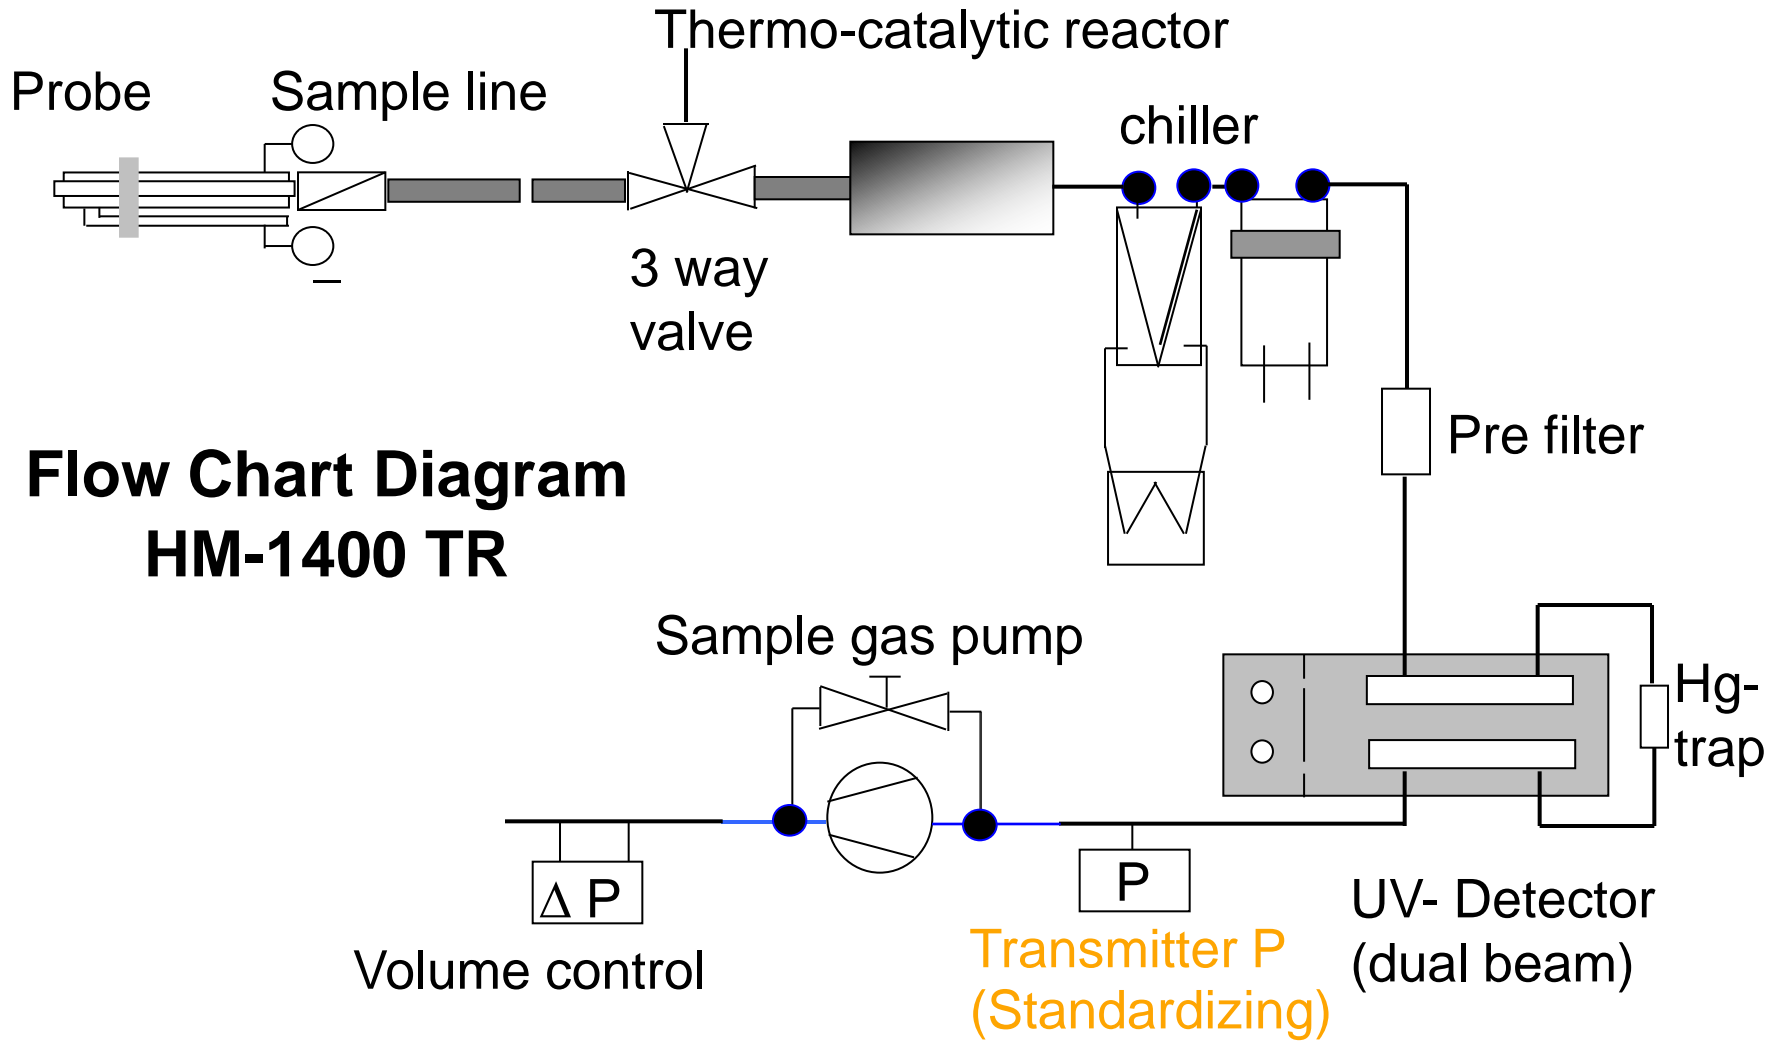 Thermo-catalytic reactor
Probe
Sample line
chiller
3 way
valve
Pre filter
Flow Chart Diagram
HM-1400 TR
Sample gas pump
Hg-
trap
Δ P
P
Volume control
Transmitter P
(Standardizing)
UV- Detector
(dual beam)